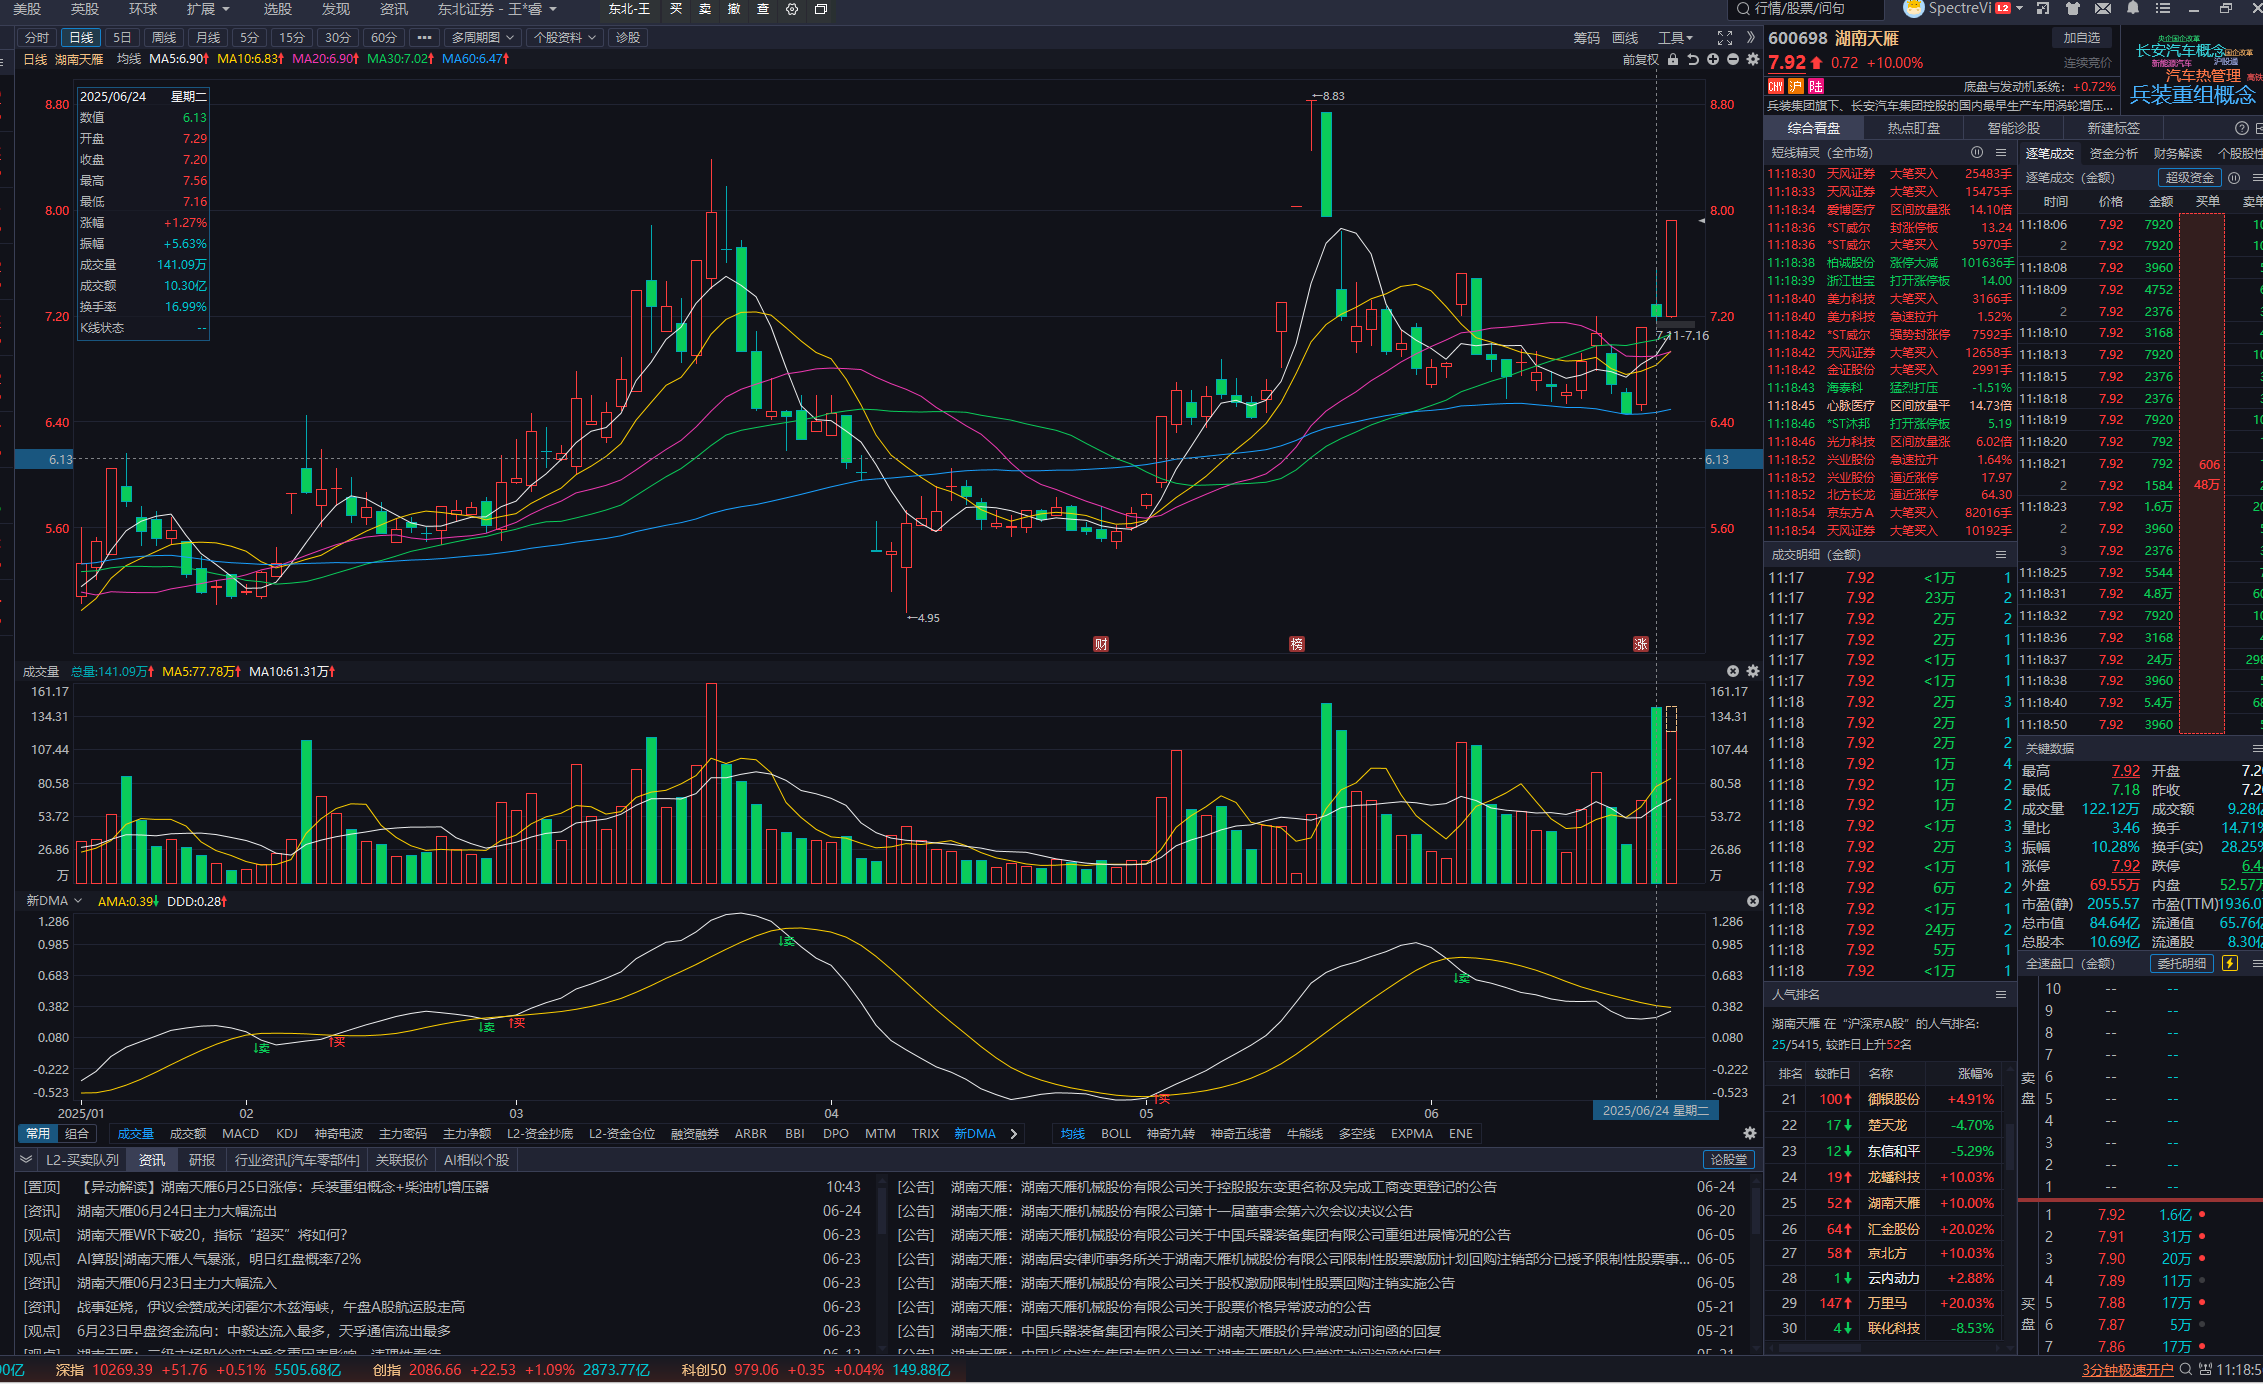 美股 英股 环球 扩展 选股 发现 资讯 东北证券 - 王*睿 东北-王 买 卖 撤 查 行情/股票/问句 SpectreVi L2
分时 日线 5日 周线 月线 5分 15分 30分 60分 ••• 多周期图 个股资料 诊股 筹码 画线 工具
日线 湖南天雁 均线 MA5:6.90↑ MA10:6.83↑ MA20:6.90↑ MA30:7.02↑ MA60:6.47↑ 前复权
2025/06/24 星期二
数值 6.13
开盘 7.29
收盘 7.20
最高 7.56
最低 7.16
涨幅 +1.27%
振幅 +5.63%
成交量 141.09万
成交额 10.30亿
换手率 16.99%
K线状态 --
8.80 8.80
8.00 8.00
7.20 7.20
6.40 6.40
6.13 6.13
5.60 5.60
←8.83
7.11-7.16
←4.95
财 榜 涨
成交量 总量:141.09万↑ MA5:77.78万↑ MA10:61.31万↑
161.17 161.17
134.31 134.31
107.44 107.44
80.58 80.58
53.72 53.72
26.86 26.86
万 万
新DMA AMA:0.39↓ DDD:0.28↑
1.286 1.286
0.985 0.985
0.683 0.683
0.382 0.382
0.080 0.080
-0.222 -0.222
-0.523 -0.523
↓卖 ↑买 ↓卖 ↑买 ↓卖 ↑买 ↓卖
2025/01 02 03 04 05 06 2025/06/24 星期二
常用 组合 成交量 成交额 MACD KDJ 神奇电波 主力密码 主力净额 L2-资金抄底 L2-资金仓位 融资融券 ARBR BBI DPO MTM TRIX 新DMA 均线 BOLL 神奇九转 神奇五线谱 牛熊线 多空线 EXPMA ENE
L2-买卖队列 资讯 研报 行业资讯[汽车零部件] 关联报价 AI相似个股 论股堂
[置顶] 【异动解读】湖南天雁6月25日涨停：兵装重组概念+柴油机增压器 10:43
[资讯] 湖南天雁06月24日主力大幅流出 06-24
[观点] 湖南天雁WR下破20，指标“超买”将如何? 06-23
[观点] AI算股|湖南天雁人气暴涨，明日红盘概率72% 06-23
[资讯] 湖南天雁06月23日主力大幅流入 06-23
[资讯] 战事延烧，伊议会赞成关闭霍尔木兹海峡，午盘A股航运股走高 06-23
[观点] 6月23日早盘资金流向：中毅达流入最多，天孚通信流出最多 06-23
[公告] 湖南天雁：湖南天雁机械股份有限公司关于控股股东变更名称及完成工商变更登记的公告 06-24
[公告] 湖南天雁：湖南天雁机械股份有限公司第十一届董事会第六次会议决议公告 06-20
[公告] 湖南天雁：湖南天雁机械股份有限公司关于中国兵器装备集团有限公司重组进展情况的公告 06-05
[公告] 湖南天雁：湖南居安律师事务所关于湖南天雁机械股份有限公司限制性股票激励计划回购注销部分已授予限制性股票事... 06-05
[公告] 湖南天雁：湖南天雁机械股份有限公司关于股权激励限制性股票回购注销实施公告 06-05
[公告] 湖南天雁：湖南天雁机械股份有限公司关于股票价格异常波动的公告 05-21
[公告] 湖南天雁：中国兵器装备集团有限公司关于湖南天雁股价异常波动问询函的回复 05-21
600698 湖南天雁 加自选
7.92 0.72 +10.00% 连续竞价
CNY 沪 陆 底盘与发动机系统：+0.72%
兵装集团旗下、长安汽车集团控股的国内最早生产车用涡轮增压...
央企国企改革
长安汽车概念
国企改革
新能源汽车 沪股通
汽车热管理 高铁
兵装重组概念
综合看盘 热点盯盘 智能诊股 新建标签
短线精灵（全市场）
11:18:30 天风证券 大笔买入 25483手
11:18:33 天风证券 大笔买入 15475手
11:18:34 爱博医疗 区间放量涨 14.10倍
11:18:36 *ST威尔 封涨停板 13.24
11:18:36 *ST威尔 大笔买入 5970手
11:18:38 柏诚股份 涨停大减 101636手
11:18:39 浙江世宝 打开涨停板 14.00
11:18:40 美力科技 大笔买入 3166手
11:18:40 美力科技 急速拉升 1.52%
11:18:42 *ST威尔 强势封涨停 7592手
11:18:42 天风证券 大笔买入 12658手
11:18:42 金证股份 大笔买入 2991手
11:18:43 海泰科 猛烈打压 -1.51%
11:18:45 心脉医疗 区间放量平 14.73倍
11:18:46 *ST沐邦 打开涨停板 5.19
11:18:46 光力科技 区间放量涨 6.02倍
11:18:52 兴业股份 急速拉升 1.64%
11:18:52 兴业股份 逼近涨停 17.97
11:18:52 北方长龙 逼近涨停 64.30
11:18:54 京东方A 大笔买入 82016手
11:18:54 天风证券 大笔买入 10192手
成交明细（金额）
11:17 7.92 <1万 1
11:17 7.92 23万 2
11:17 7.92 2万 2
11:17 7.92 2万 1
11:17 7.92 <1万 1
11:17 7.92 <1万 1
11:18 7.92 2万 3
11:18 7.92 2万 1
11:18 7.92 2万 2
11:18 7.92 1万 4
11:18 7.92 1万 2
11:18 7.92 1万 2
11:18 7.92 <1万 3
11:18 7.92 2万 3
11:18 7.92 <1万 1
11:18 7.92 6万 2
11:18 7.92 <1万 1
11:18 7.92 24万 2
11:18 7.92 5万 1
11:18 7.92 <1万 1
人气排名
湖南天雁 在“沪深京A股”的人气排名:
25/5415, 较昨日上升52名
排名 较昨日 名称 涨幅%
21 100↑ 御银股份 +4.91%
22 17↓ 楚天龙 -4.70%
23 12↓ 东信和平 -5.29%
24 19↑ 龙蟠科技 +10.03%
25 52↑ 湖南天雁 +10.00%
26 64↑ 汇金股份 +20.02%
27 58↑ 京北方 +10.03%
28 1↓ 云内动力 +2.88%
29 147↑ 万里马 +20.03%
30 4↓ 联化科技 -8.53%
逐笔成交 资金分析 财务解读 个股股性
逐笔成交（金额） 超级资金
时间 价格 金额 买单 卖单
11:18:06 7.92 7920
2 7.92 7920
11:18:08 7.92 3960
11:18:09 7.92 4752
2 7.92 2376
11:18:10 7.92 3168
11:18:13 7.92 7920
11:18:15 7.92 2376
11:18:18 7.92 2376
11:18:19 7.92 7920
11:18:20 7.92 792
11:18:21 7.92 792 606
2 7.92 1584 48万
11:18:23 7.92 1.6万
2 7.92 3960
3 7.92 2376
11:18:25 7.92 5544
11:18:31 7.92 4.8万
11:18:32 7.92 7920
11:18:36 7.92 3168
11:18:37 7.92 24万
11:18:38 7.92 3960
11:18:40 7.92 5.4万
11:18:50 7.92 3960
关键数据
最高 7.92 开盘 7.2
最低 7.18 昨收 7.2
成交量 122.12万 成交额 9.28亿
量比 3.46 换手 14.71%
振幅 10.28% 换手(实) 28.25%
涨停 7.92 跌停 6.4
外盘 69.55万 内盘 52.57万
市盈(静) 2055.57 市盈(TTM) 1936.0
总市值 84.64亿 流通值 65.76亿
总股本 10.69亿 流通股 8.30亿
全速盘口（金额） 委托明细
卖盘
10 -- --
9 -- --
8 -- --
7 -- --
6 -- --
5 -- --
4 -- --
3 -- --
2 -- --
1 -- --
买盘
1 7.92 1.6亿
2 7.91 31万
3 7.90 20万
4 7.89 11万
5 7.88 17万
6 7.87 5万
7 7.86 17万
深指 10269.39 +51.76 +0.51% 5505.68亿 创指 2086.66 +22.53 +1.09% 2873.77亿 科创50 979.06 +0.35 +0.04% 149.88亿 3分钟极速开户 11:18:5